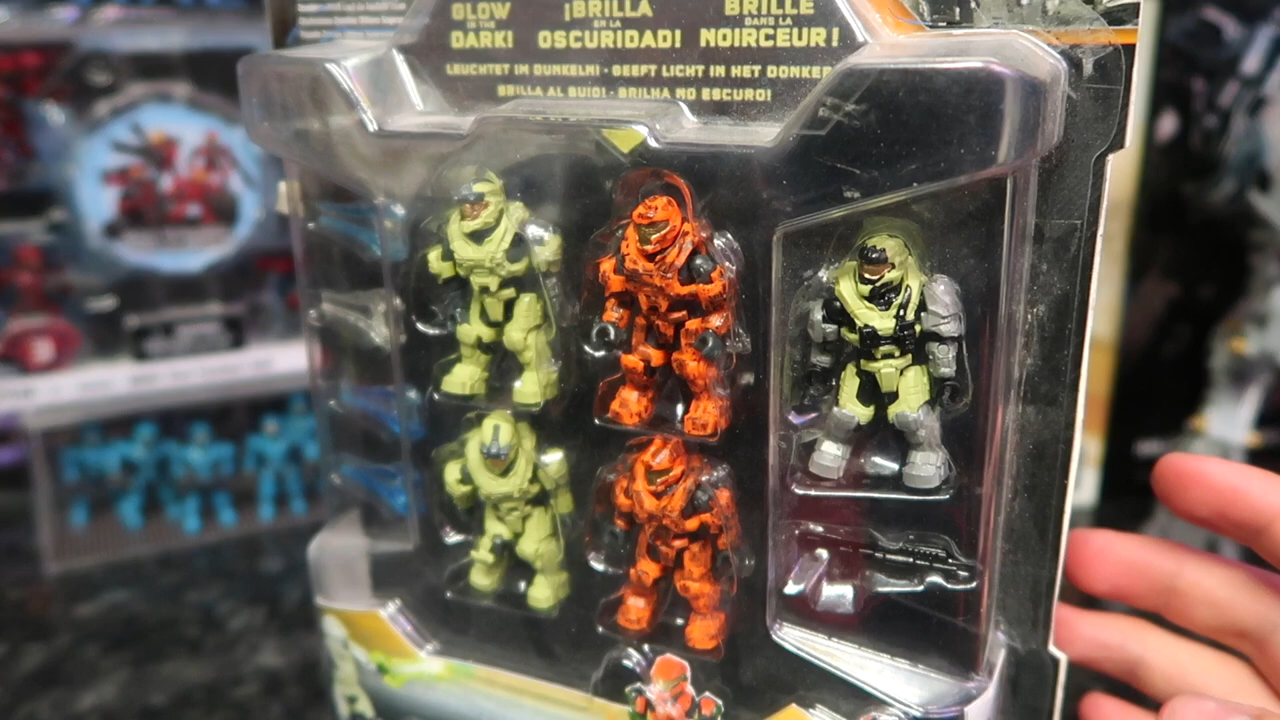 GLOW ¡BRILLA BRILLE
IN THE EN LA DANS LA
DARK! OSCURIDAD! NOIRCEUR!
LEUCHTET IM DUNKELN! · GEEFT LICHT IN HET DONKER
BRILLA AL BUIO! · BRILHA NO ESCURO!